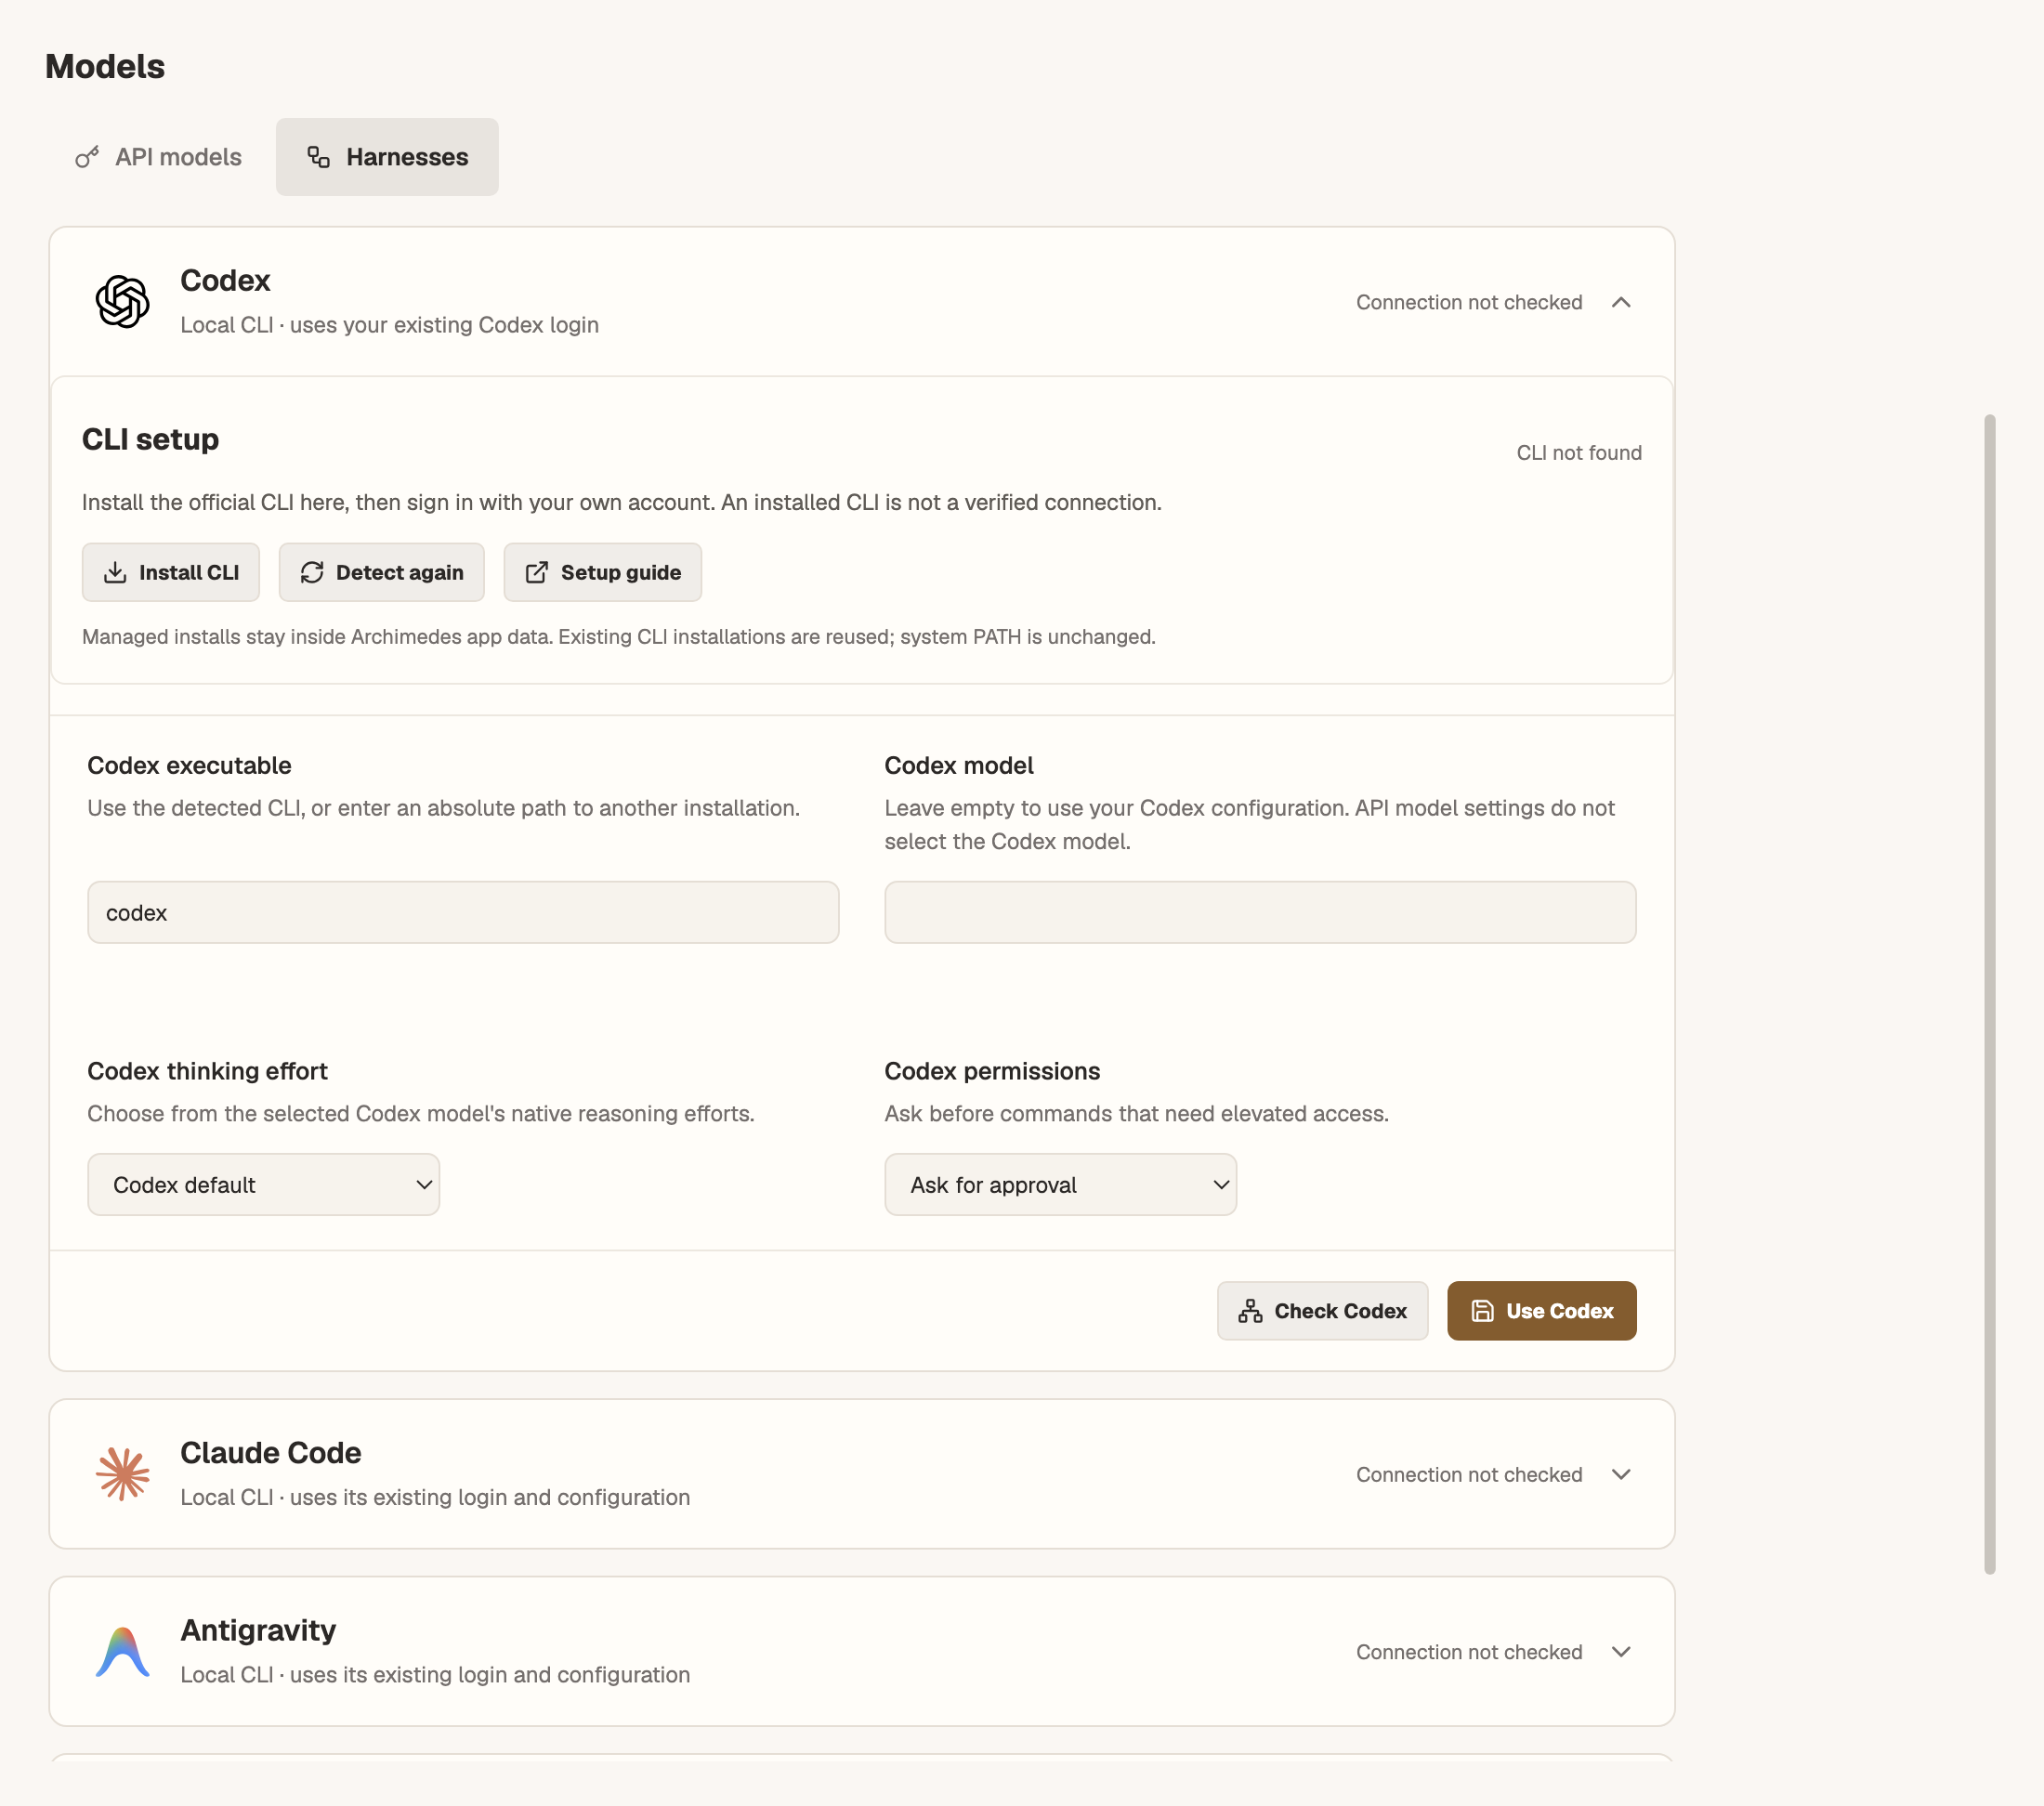 Models
API models
Harnesses
Codex
Local CLI · uses your existing Codex login
Connection not checked
CLI setup
CLI not found
Install the official CLI here, then sign in with your own account. An installed CLI is not a verified connection.
Install CLI
Detect again
Setup guide
Managed installs stay inside Archimedes app data. Existing CLI installations are reused; system PATH is unchanged.
Codex executable
Use the detected CLI, or enter an absolute path to another installation.
codex
Codex model
Leave empty to use your Codex configuration. API model settings do not
select the Codex model.
Codex thinking effort
Choose from the selected Codex model's native reasoning efforts.
Codex default
Codex permissions
Ask before commands that need elevated access.
Ask for approval
Check Codex
Use Codex
Claude Code
Local CLI · uses its existing login and configuration
Connection not checked
Antigravity
Local CLI · uses its existing login and configuration
Connection not checked